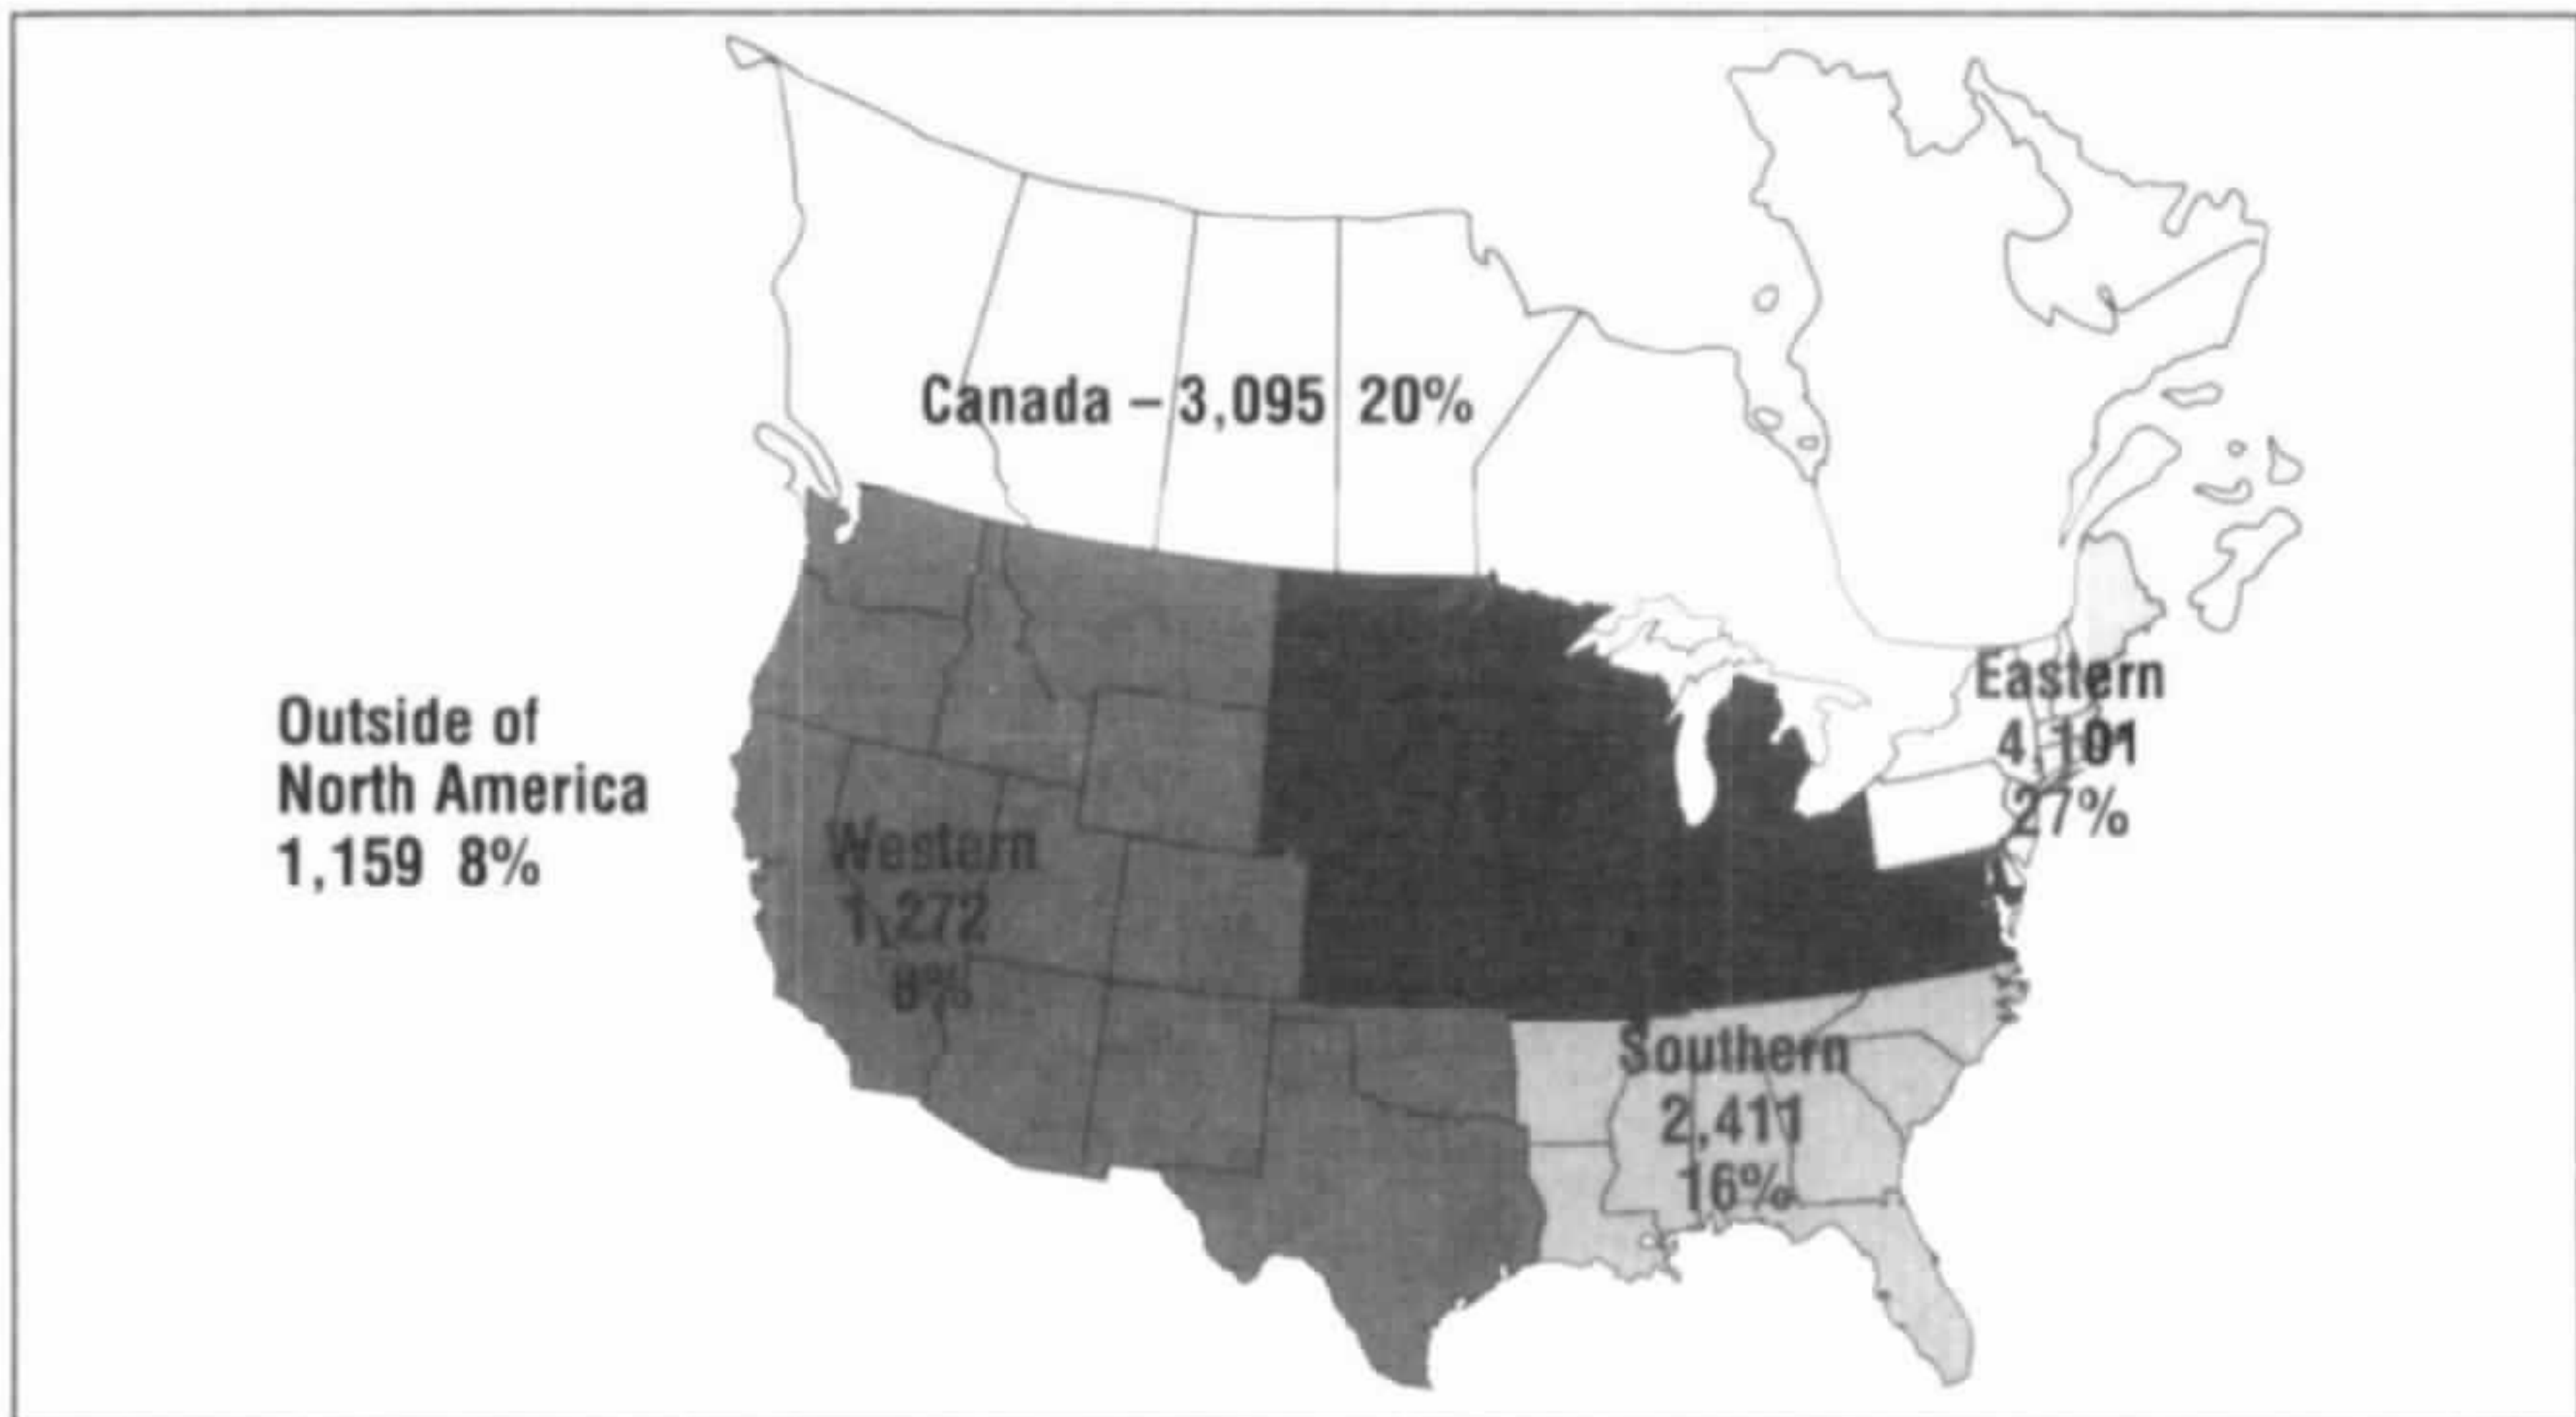 Canada – 3,095 20%
Outside of
North America
1,159 8%
Eastern
4,101
27%
Western
1,272
8%
Southern
2,411
16%